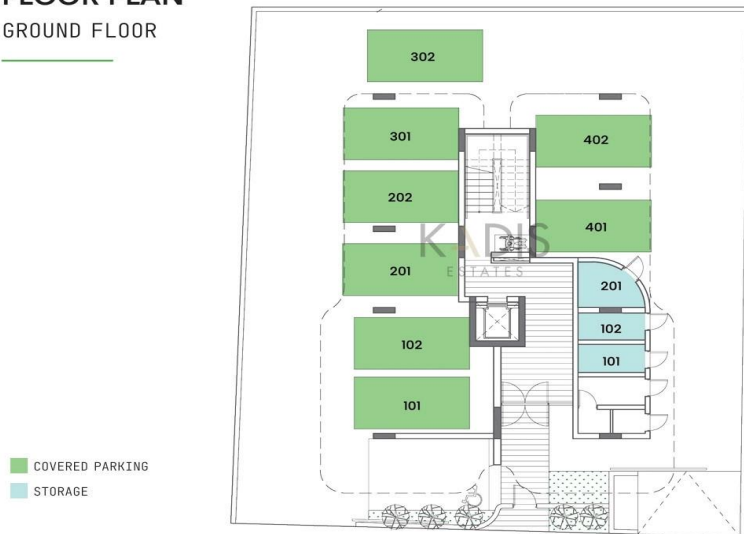 FLOOR PLAN
GROUND FLOOR
302
301
402
202
401
KADIS
ESTATES
201
201
102
102
101
101
COVERED PARKING
STORAGE